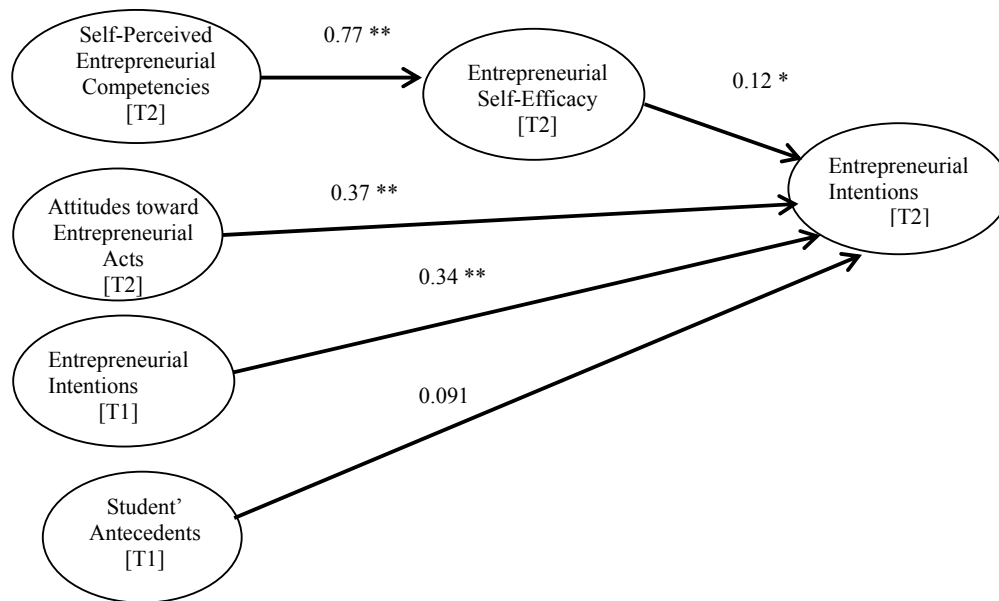 Self-Perceived
Entrepreneurial
Competencies
[T2]
0.77 **
Entrepreneurial
Self-Efficacy
[T2]
0.12 *
Entrepreneurial
Intentions
[T2]
Attitudes toward
Entrepreneurial
Acts
[T2]
0.37 **
Entrepreneurial
Intentions
[T1]
0.34 **
Student’
Antecedents
[T1]
0.091